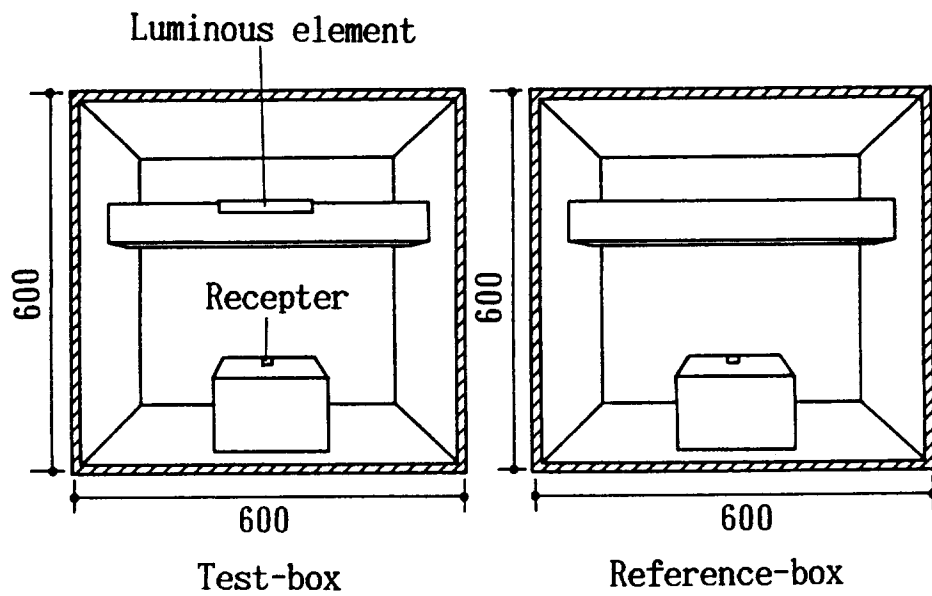 Luminous element
600
600
Recepter
600
600
Test-box
Reference-box